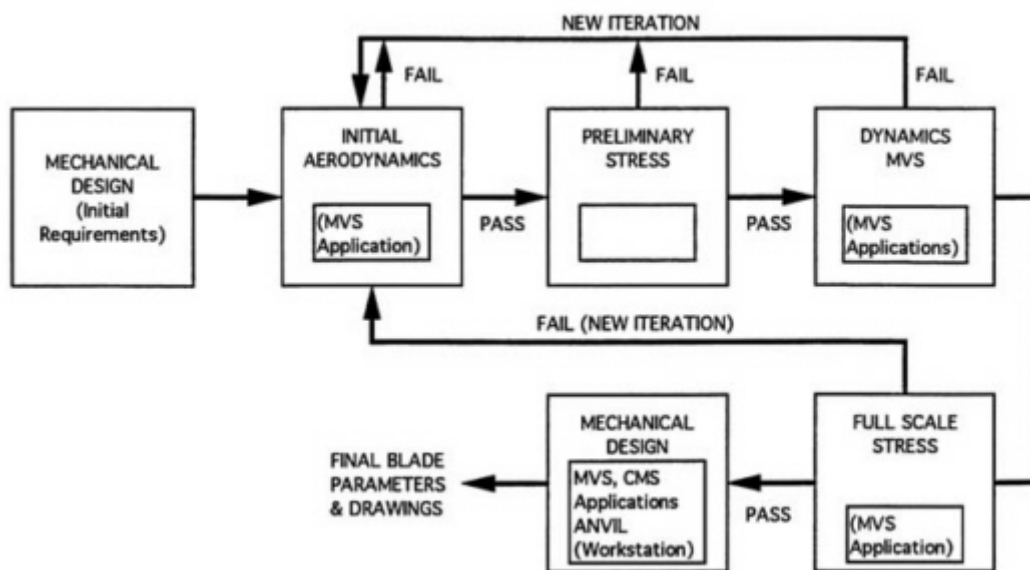 NEW ITERATION
FAIL
FAIL
FAIL
MECHANICAL
DESIGN
(Initial
Requirements)
INITIAL
AERODYNAMICS
(MVS
Application)
PASS
PRELIMINARY
STRESS
PASS
DYNAMICS
MVS
(MVS
Applications)
FAIL (NEW ITERATION)
FINAL BLADE
PARAMETERS
& DRAWINGS
MECHANICAL
DESIGN
MVS, CMS
Applications
ANVIL
(Workstation)
PASS
FULL SCALE
STRESS
(MVS
Application)